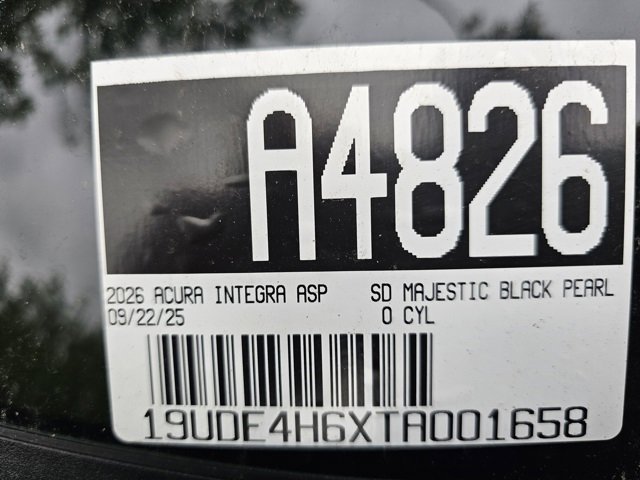 A4826
2026 ACURA INTEGRA ASP SD MAJESTIC BLACK PEARL
09/22/25 0 CYL
19UDE4H6XTA001658